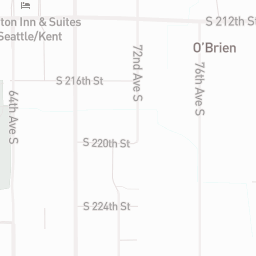 ton Inn & Suites
Seattle/Kent
S 212th St
O'Brien
72nd Ave S
S 216th St
64th Ave S
76th Ave S
S 220th St
S 224th St